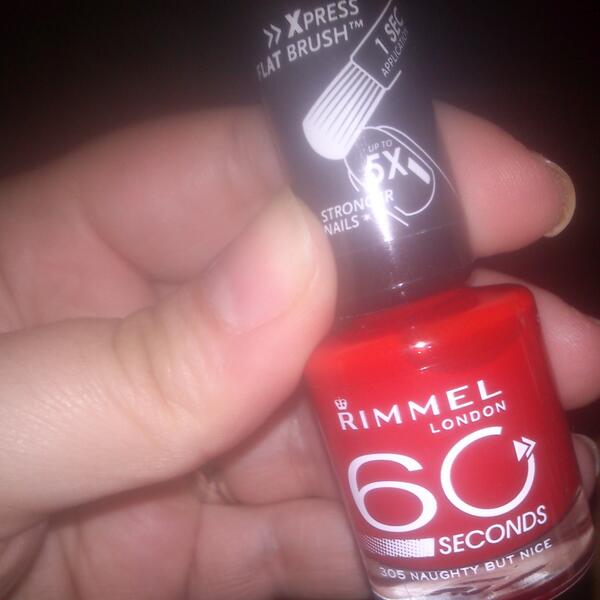 » XPRESS
FLAT BRUSH™
1 SEC
APPLICATION
UP TO
5X
STRONGER
NAILS*
RIMMEL
LONDON
60
SECONDS
305 NAUGHTY BUT NICE